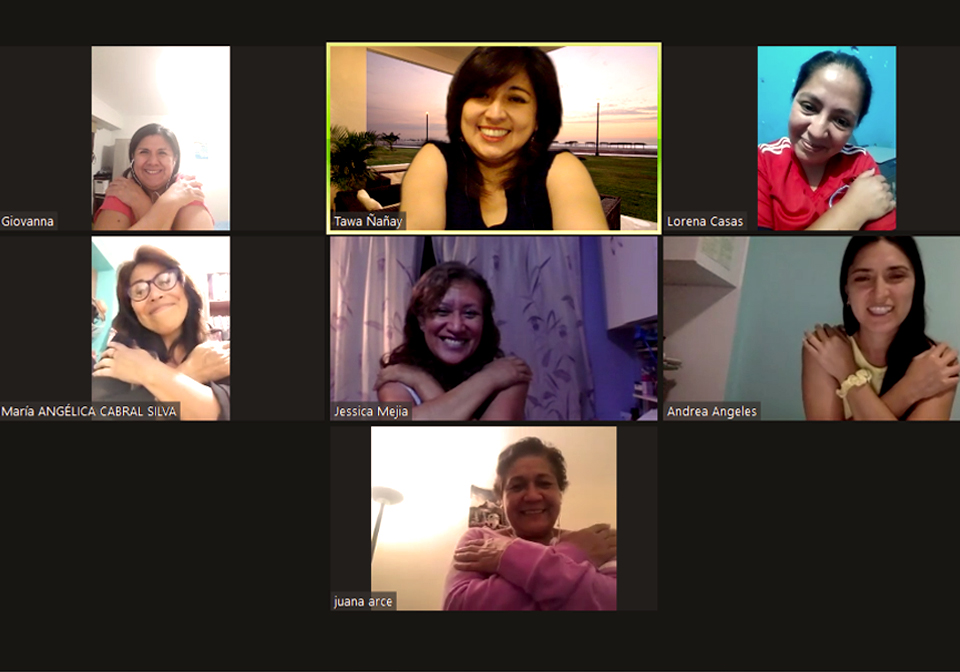 Giovanna
Tawa Ñañay
Lorena Casas
María ANGÉLICA CABRAL SILVA
Jessica Mejia
Andrea Angeles
juana arce